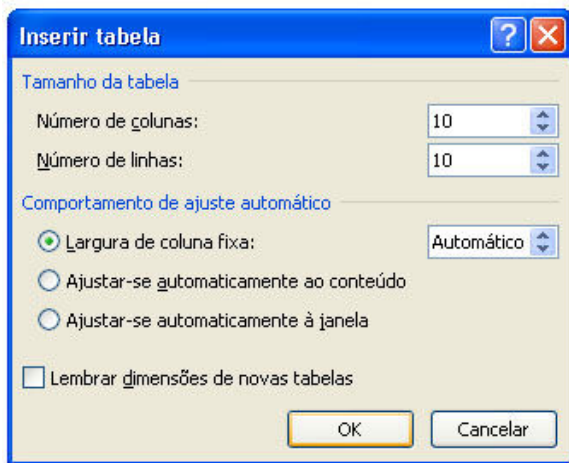 Inserir tabela
Tamanho da tabela
Número de colunas: 10
Número de linhas: 10
Comportamento de ajuste automático
Largura de coluna fixa: Automático
Ajustar-se automaticamente ao conteúdo
Ajustar-se automaticamente à janela
Lembrar dimensões de novas tabelas
OK Cancelar